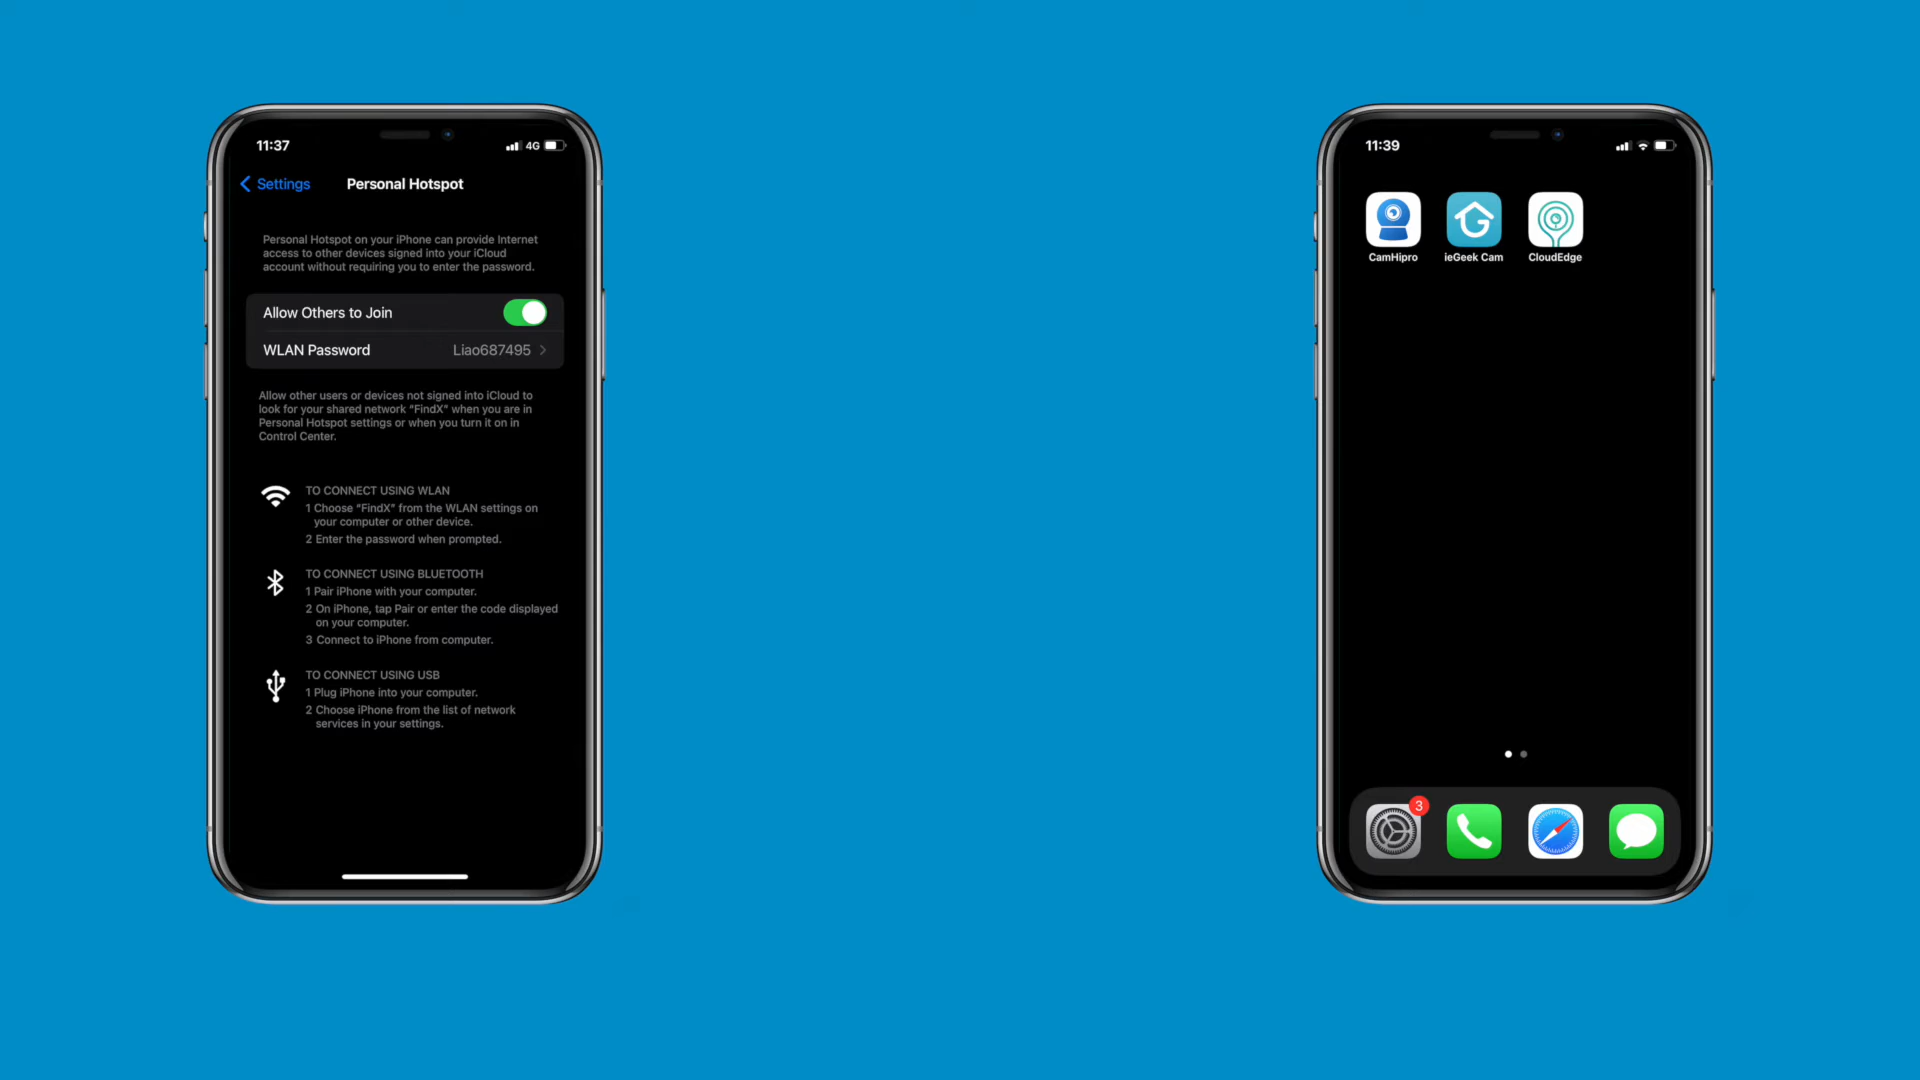 11:37
4G
Settings
Personal Hotspot
Personal Hotspot on your iPhone can provide Internet
access to other devices signed into your iCloud
account without requiring you to enter the password.
Allow Others to Join
WLAN Password
Liao687495
Allow other users or devices not signed into iCloud to
look for your shared network “FindX” when you are in
Personal Hotspot settings or when you turn it on in
Control Center.
TO CONNECT USING WLAN
1 Choose “FindX” from the WLAN settings on
your computer or other device.
2 Enter the password when prompted.
TO CONNECT USING BLUETOOTH
1 Pair iPhone with your computer.
2 On iPhone, tap Pair or enter the code displayed
on your computer.
3 Connect to iPhone from computer.
TO CONNECT USING USB
1 Plug iPhone into your computer.
2 Choose iPhone from the list of network
services in your settings.
11:39
CamHipro
ieGeek Cam
CloudEdge
3